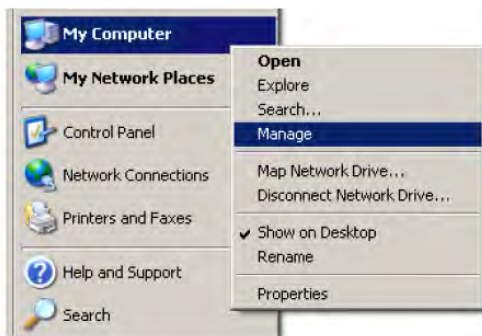 My Computer
My Network Places
Control Panel
Network Connections
Printers and Faxes
Help and Support
Search
Open
Explore
Search...
Manage
Map Network Drive...
Disconnect Network Drive...
Show on Desktop
Rename
Properties